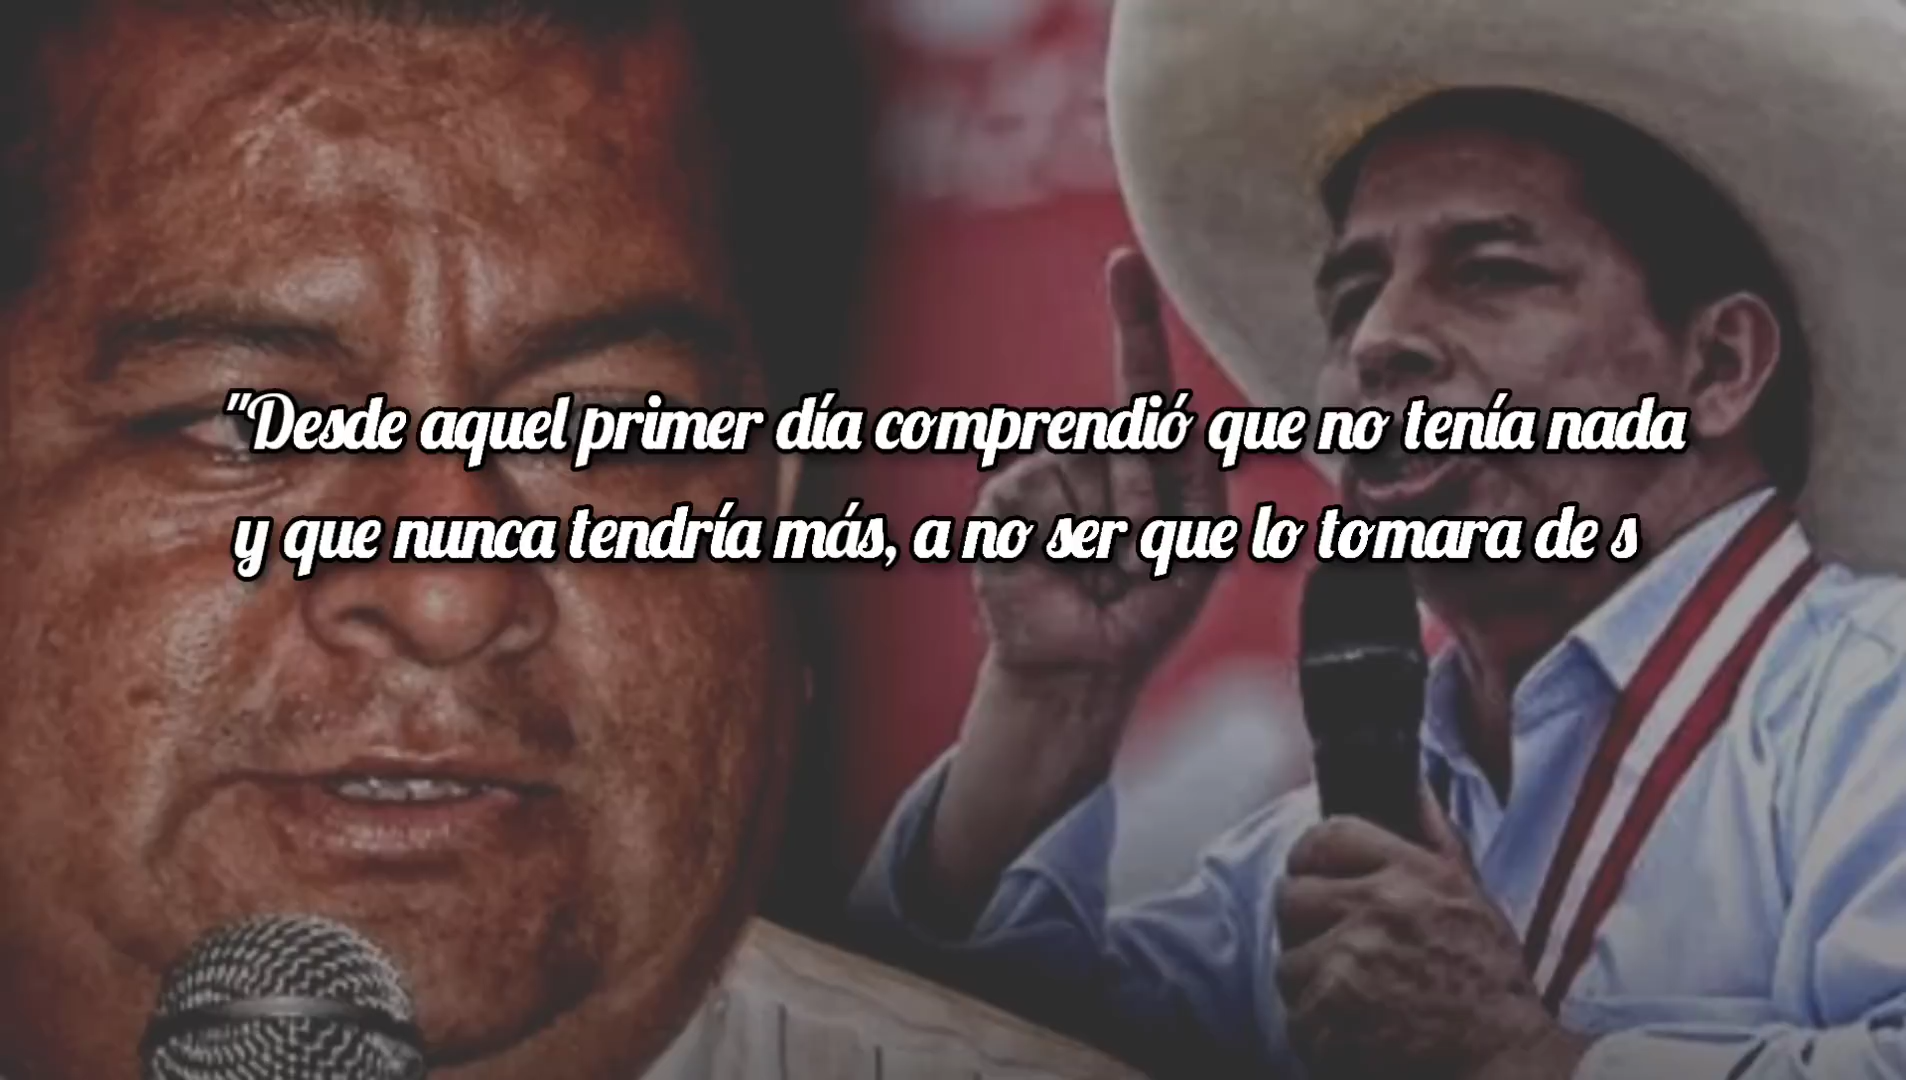 "Desde aquel primer día comprendió que no tenía nada
y que nunca tendría más, a no ser que lo tomara de s